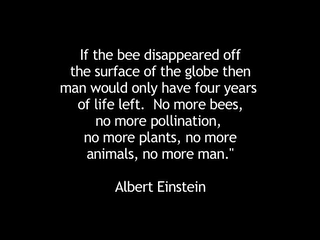 If the bee disappeared off
the surface of the globe then
man would only have four years
of life left.  No more bees,
no more pollination,
no more plants, no more
animals, no more man."
Albert Einstein